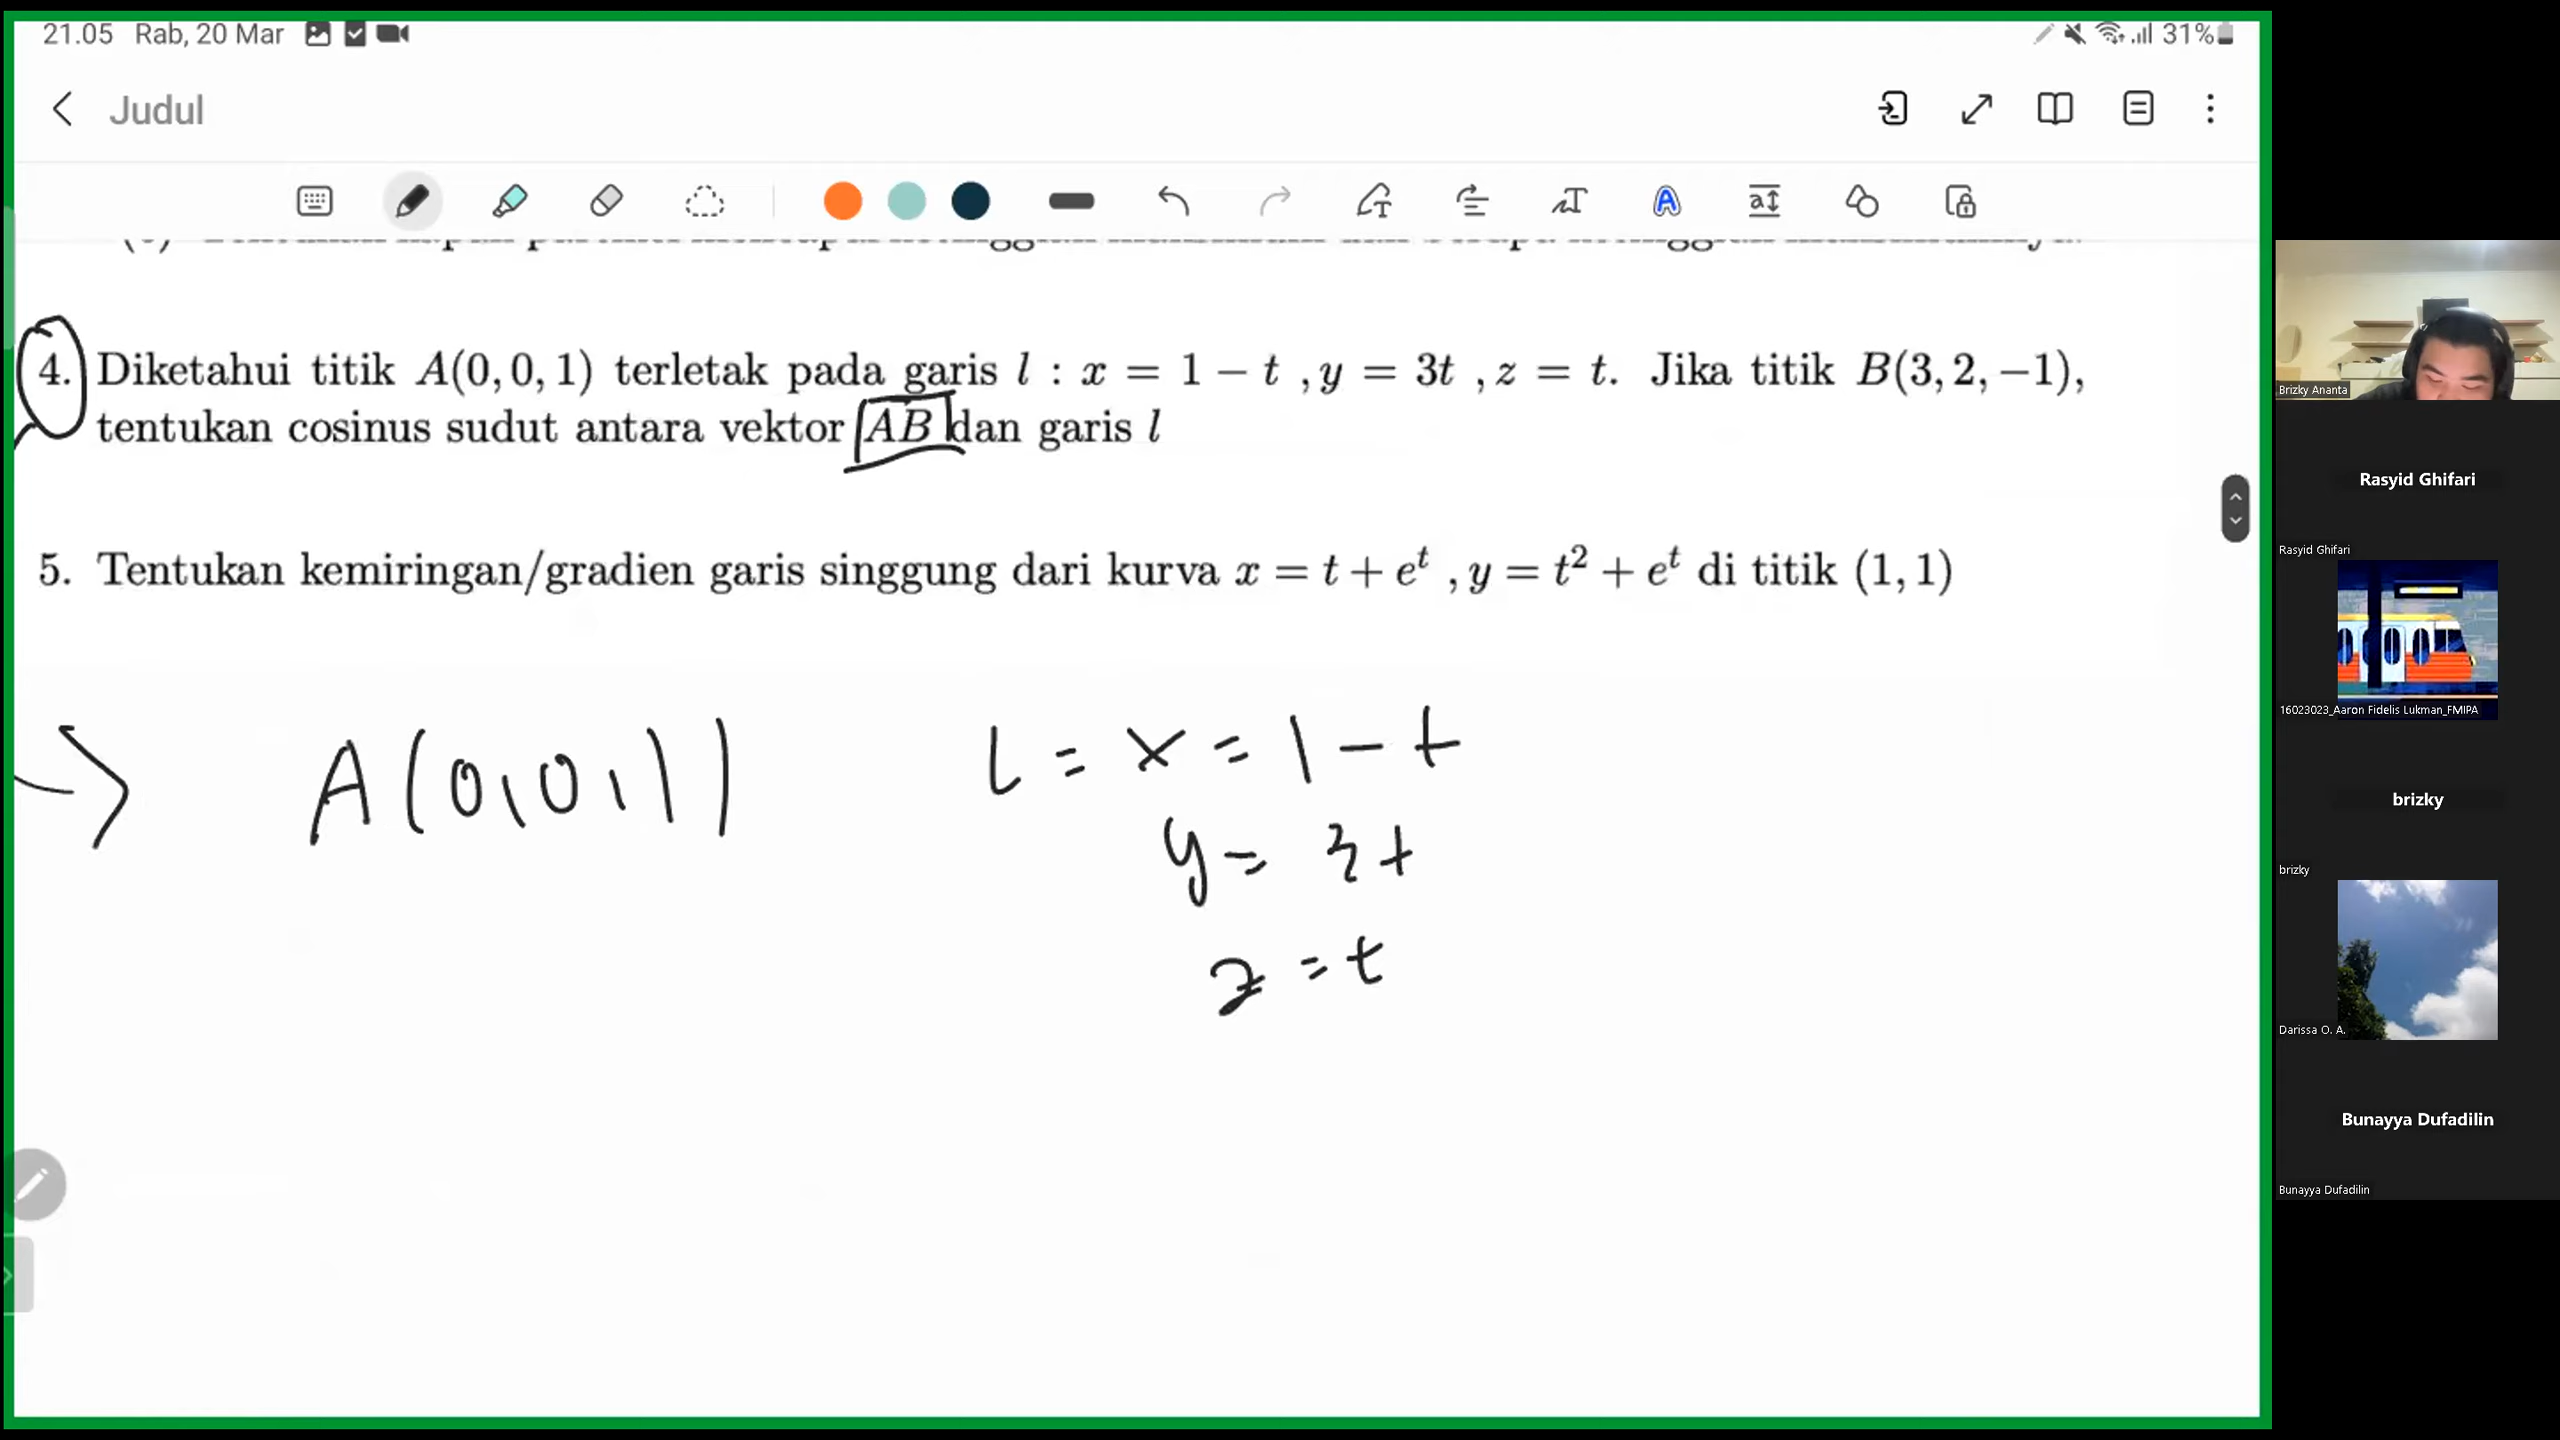 21.05 Rab, 20 Mar
31%
Judul
4. Diketahui titik A(0, 0, 1) terletak pada garis l : x = 1 − t , y = 3t , z = t. Jika titik B(3, 2, −1),
tentukan cosinus sudut antara vektor AB dan garis l
5. Tentukan kemiringan/gradien garis singgung dari kurva x = t + e^t , y = t² + e^t di titik (1, 1)
A(0,0,1)
L = x = 1 - t
y = 3t
z = t
Brizky Ananta
Rasyid Ghifari
Rasyid Ghifari
16023023_Aaron Fidelis Lukman_FMIPA
brizky
brizky
Darissa O. A.
Bunayya Dufadilin
Bunayya Dufadilin